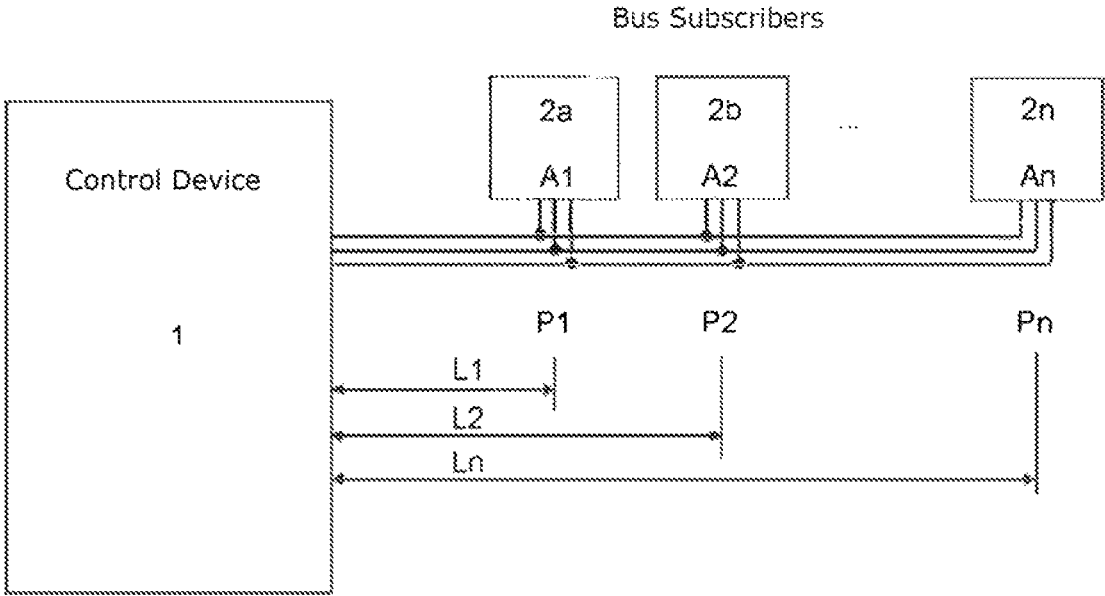 Bus Subscribers
2a 2b ... 2n
Control Device A1 A2 An
1 P1 P2 Pn
L1
L2
Ln